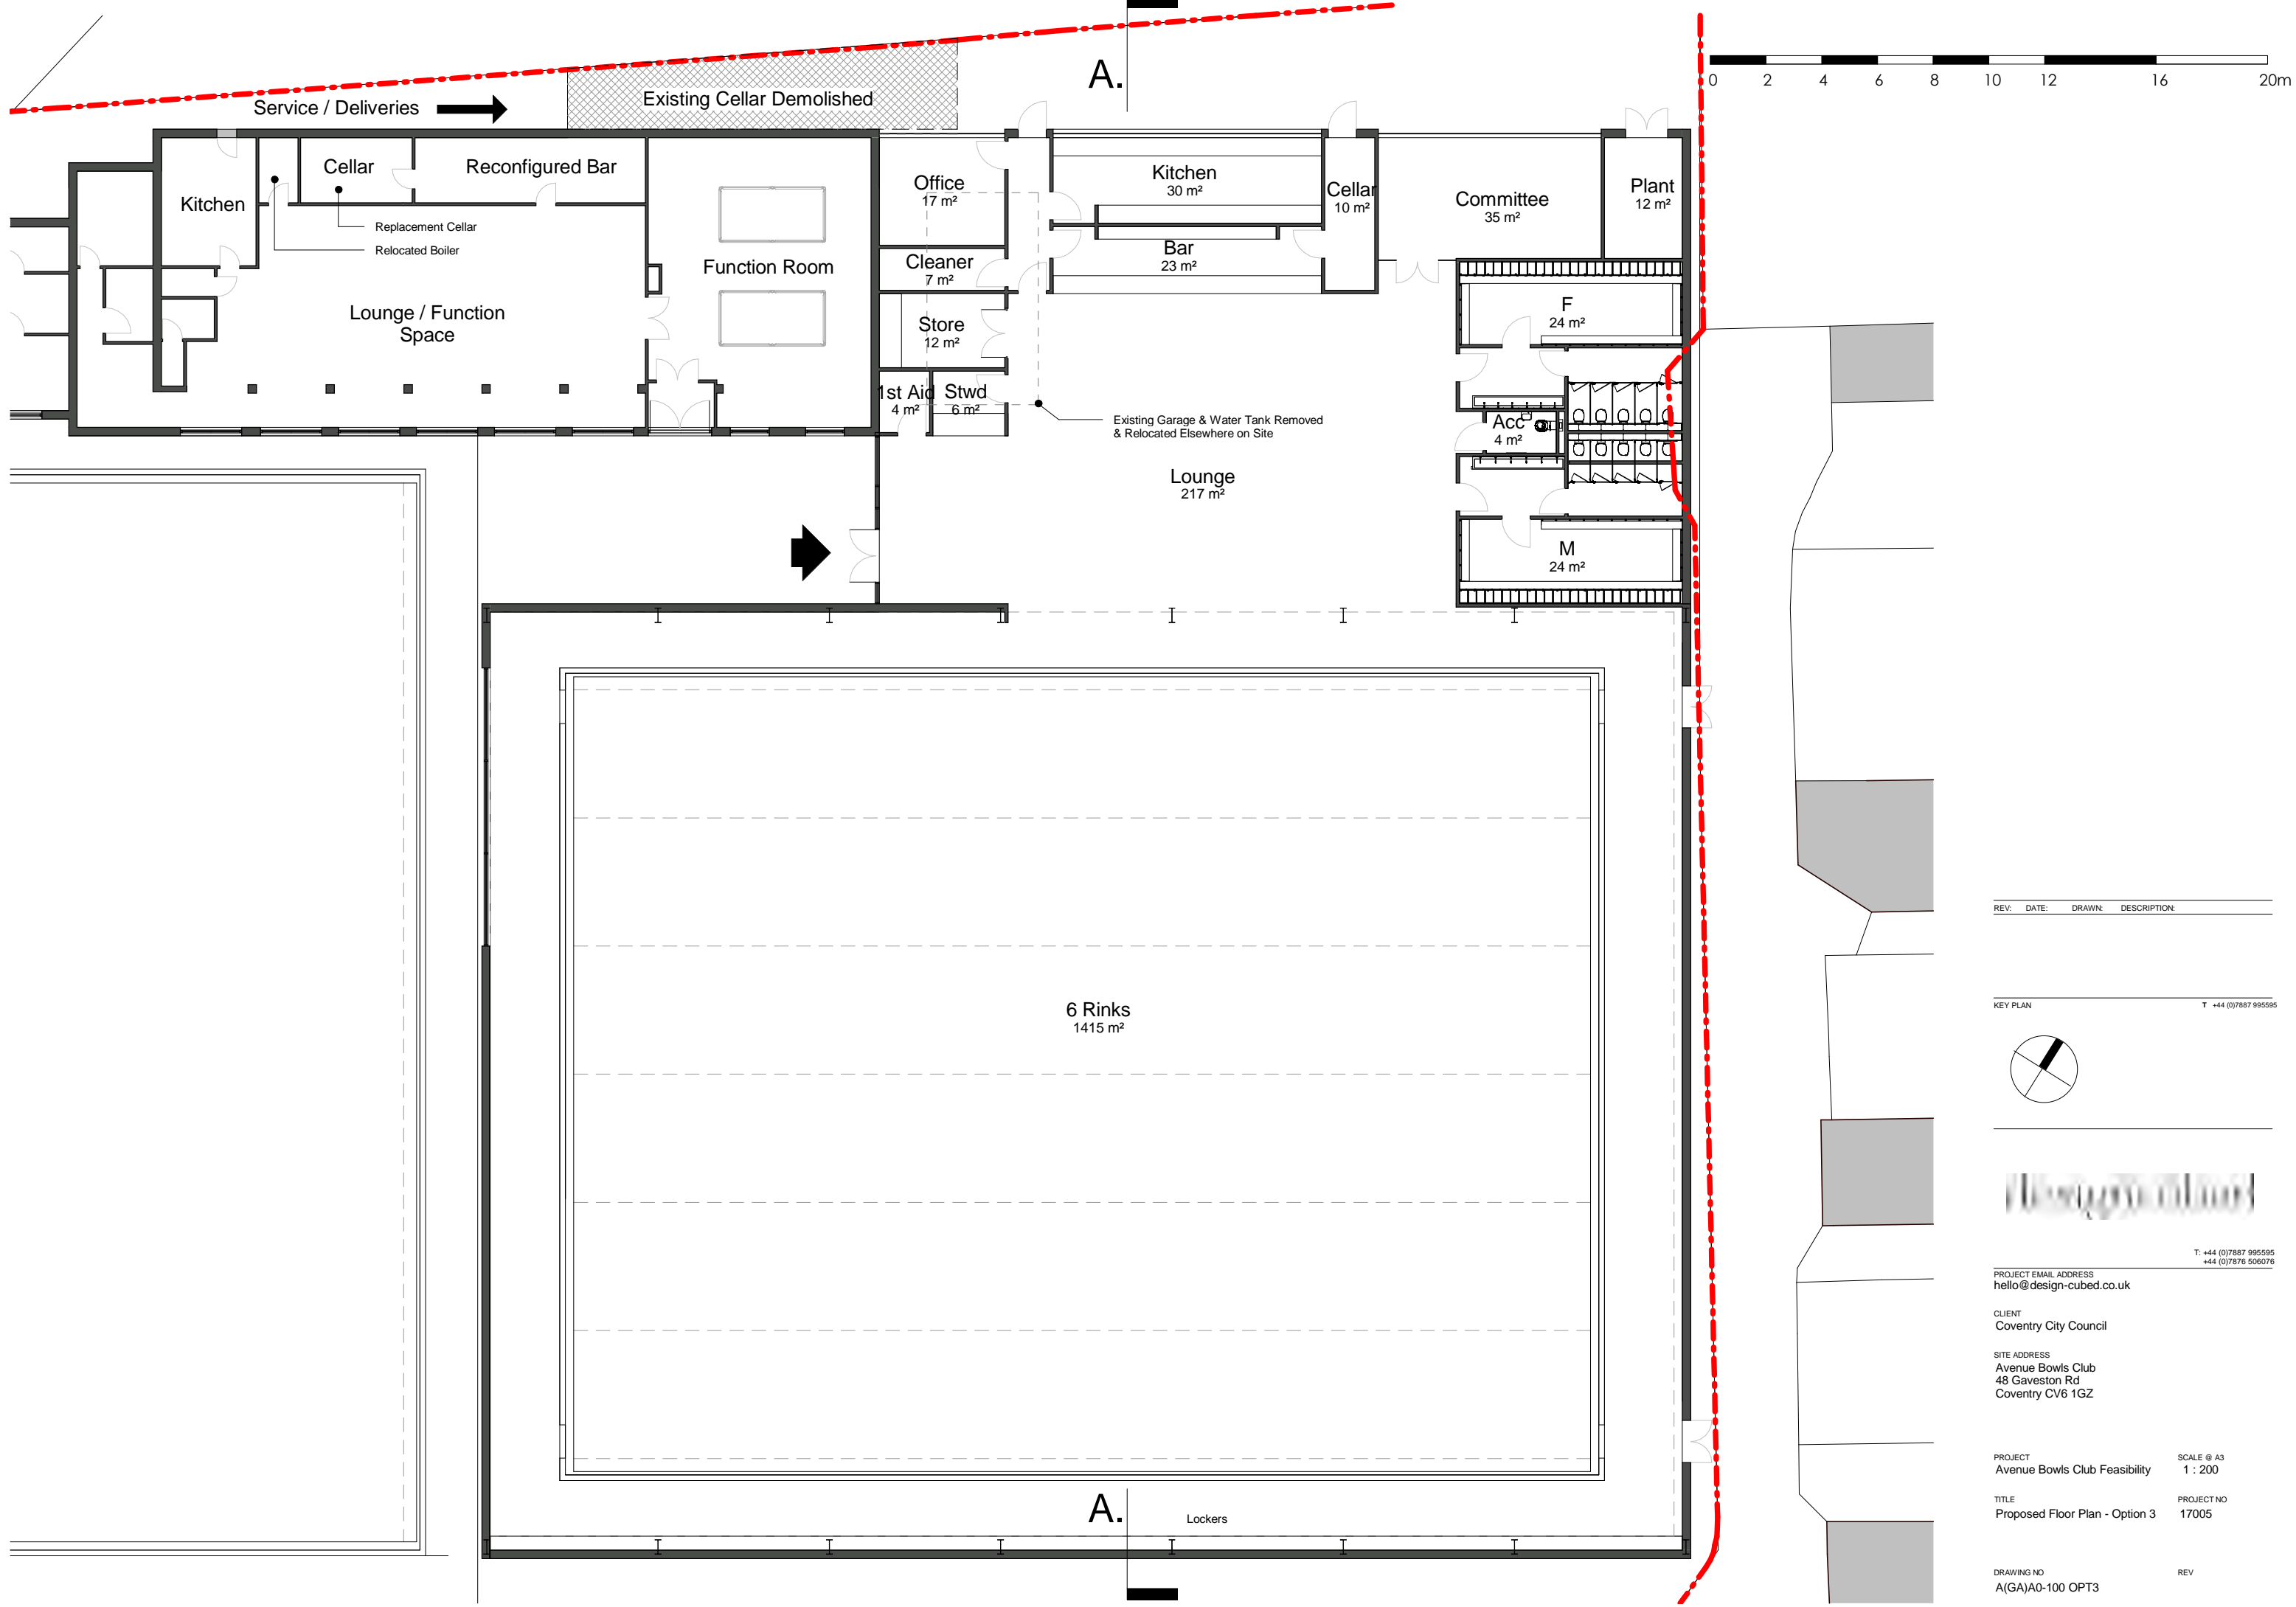 A.
0 2 4 6 8 10 12 16 20m
Service / Deliveries
Existing Cellar Demolished
Kitchen
Cellar
Reconfigured Bar
Replacement Cellar
Relocated Boiler
Lounge / Function
Space
Function Room
Office
17 m²
Cleaner
7 m²
Store
12 m²
1st Aid
4 m²
Stwd
6 m²
Kitchen
30 m²
Bar
23 m²
Cellar
10 m²
Committee
35 m²
Plant
12 m²
F
24 m²
Acc
4 m²
M
24 m²
Existing Garage & Water Tank Removed
& Relocated Elsewhere on Site
Lounge
217 m²
6 Rinks
1415 m²
A.
Lockers
REV: DATE: DRAWN: DESCRIPTION:
KEY PLAN
T +44 (0)7887 995595
T: +44 (0)7887 995595
+44 (0)7876 506076
PROJECT EMAIL ADDRESS
hello@design-cubed.co.uk
CLIENT
Coventry City Council
SITE ADDRESS
Avenue Bowls Club
48 Gaveston Rd
Coventry CV6 1GZ
PROJECT SCALE @ A3
Avenue Bowls Club Feasibility 1 : 200
TITLE PROJECT NO
Proposed Floor Plan - Option 3 17005
DRAWING NO REV
A(GA)A0-100 OPT3